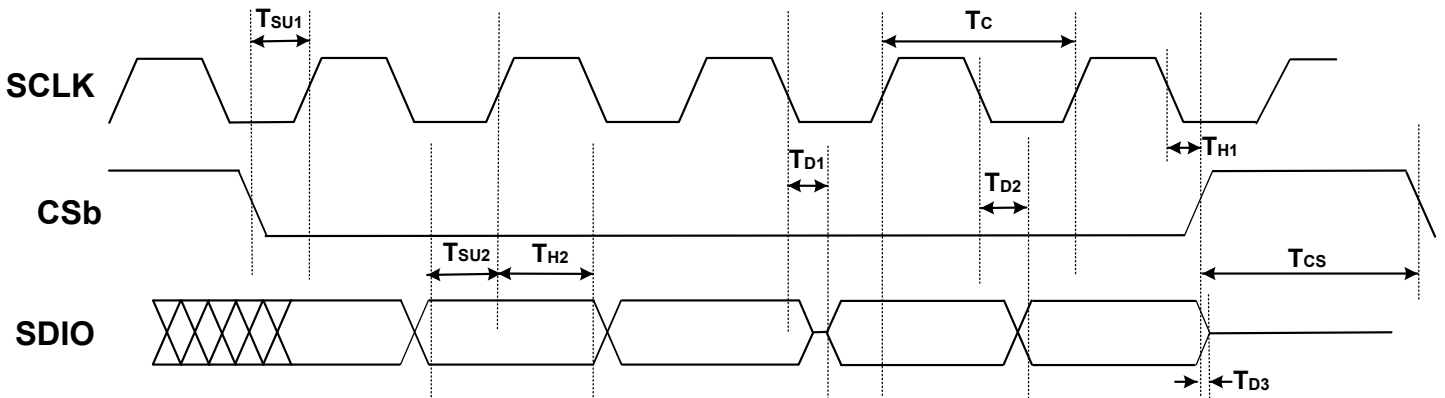 TSU1
TC
SCLK
TH1
TD1
TD2
CSb
TSU2
TH2
TCS
SDIO
TD3